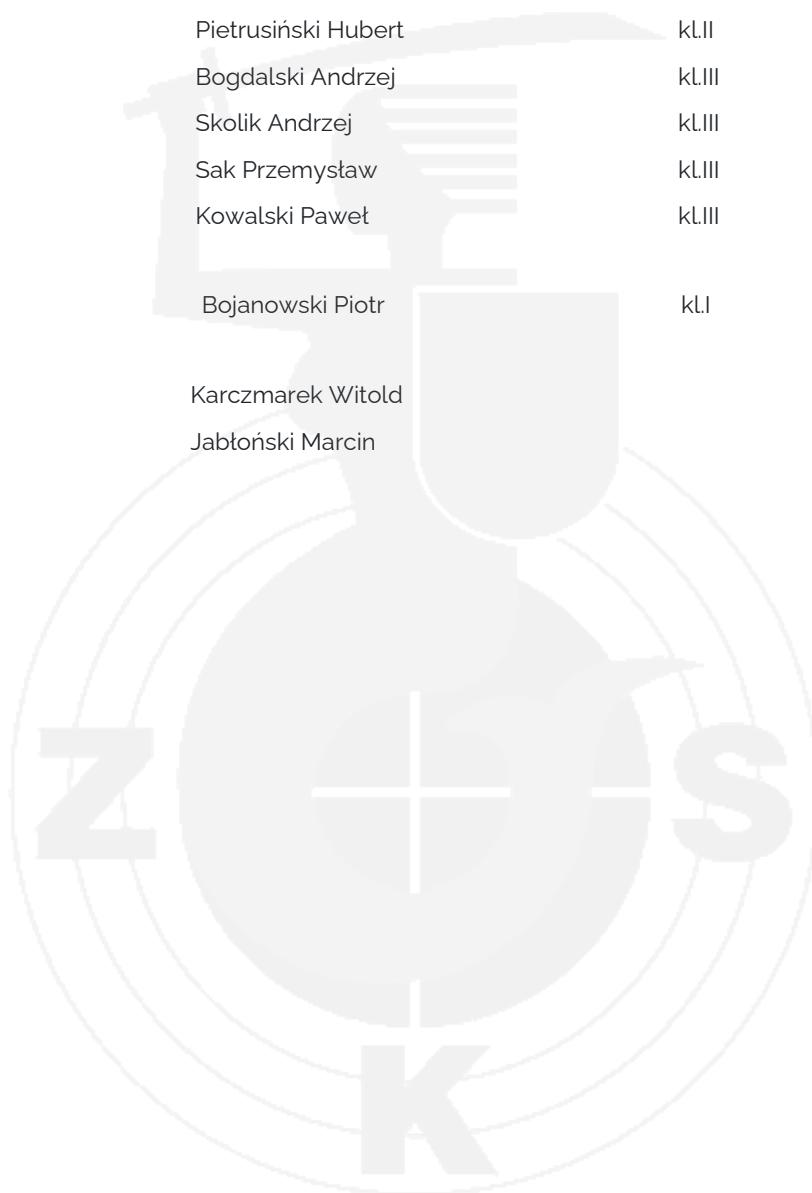 Pietrusiński Hubert kl.II
Bogdalski Andrzej kl.III
Skolik Andrzej kl.III
Sak Przemysław kl.III
Kowalski Paweł kl.III
Bojanowski Piotr kl.I
Karczmarek Witold
Jabłoński Marcin
Z S
K